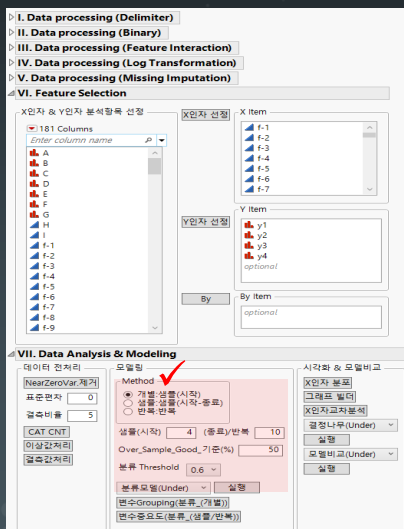 I. Data processing (Delimiter)
II. Data processing (Binary)
III. Data processing (Feature Interaction)
IV. Data processing (Log Transformation)
V. Data processing (Missing Imputation)
VI. Feature Selection
X인자 & Y인자 분석항목 선정
181 Columns
Enter column name
A
B
C
D
E
F
G
H
I
f-1
f-2
f-3
f-4
f-5
f-6
f-7
f-8
f-9
X인자 선정
X Item
f-1
f-2
f-3
f-4
f-5
f-6
f-7
Y인자 선정
Y Item
y1
y2
y3
y4
optional
By
By Item
optional
VII. Data Analysis & Modeling
데이터 전처리
NearZeroVar.제거
표준편차 0
결측비율 5
CAT CNT
이상값처리
결측값처리
모델링
Method
개별:샘플(시작)
샘플:샘플(시작-종료)
반복:반복
샘플(시작) 4 (종료)/반복 10
Over_Sample_Good_기준(%) 50
분류 Threshold 0.6
분류모델(Under) 실행
변수Grouping(분류_(개별))
변수중요도(분류_(샘플/반복))
시각화 & 모델비교
X인자 분포
그래프 빌더
X인자교차분석
결정나무(Under)
실행
모델비교(Under)
실행